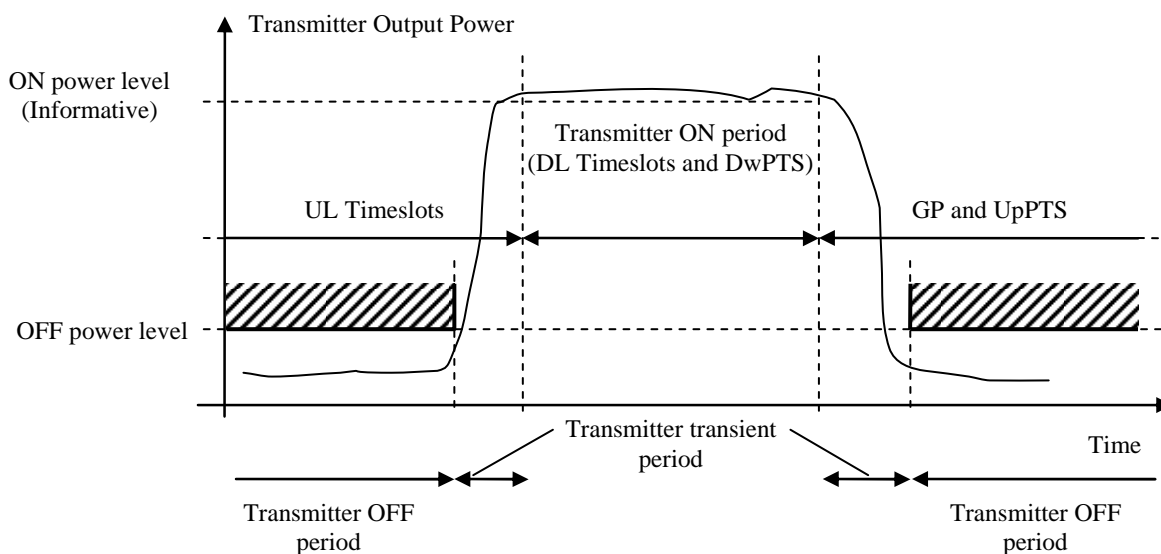 Transmitter Output Power
ON power level
(Informative)
Transmitter ON period
(DL Timeslots and DwPTS)
UL Timeslots
GP and UpPTS
OFF power level
Transmitter transient
period
Time
Transmitter OFF
period
Transmitter OFF
period